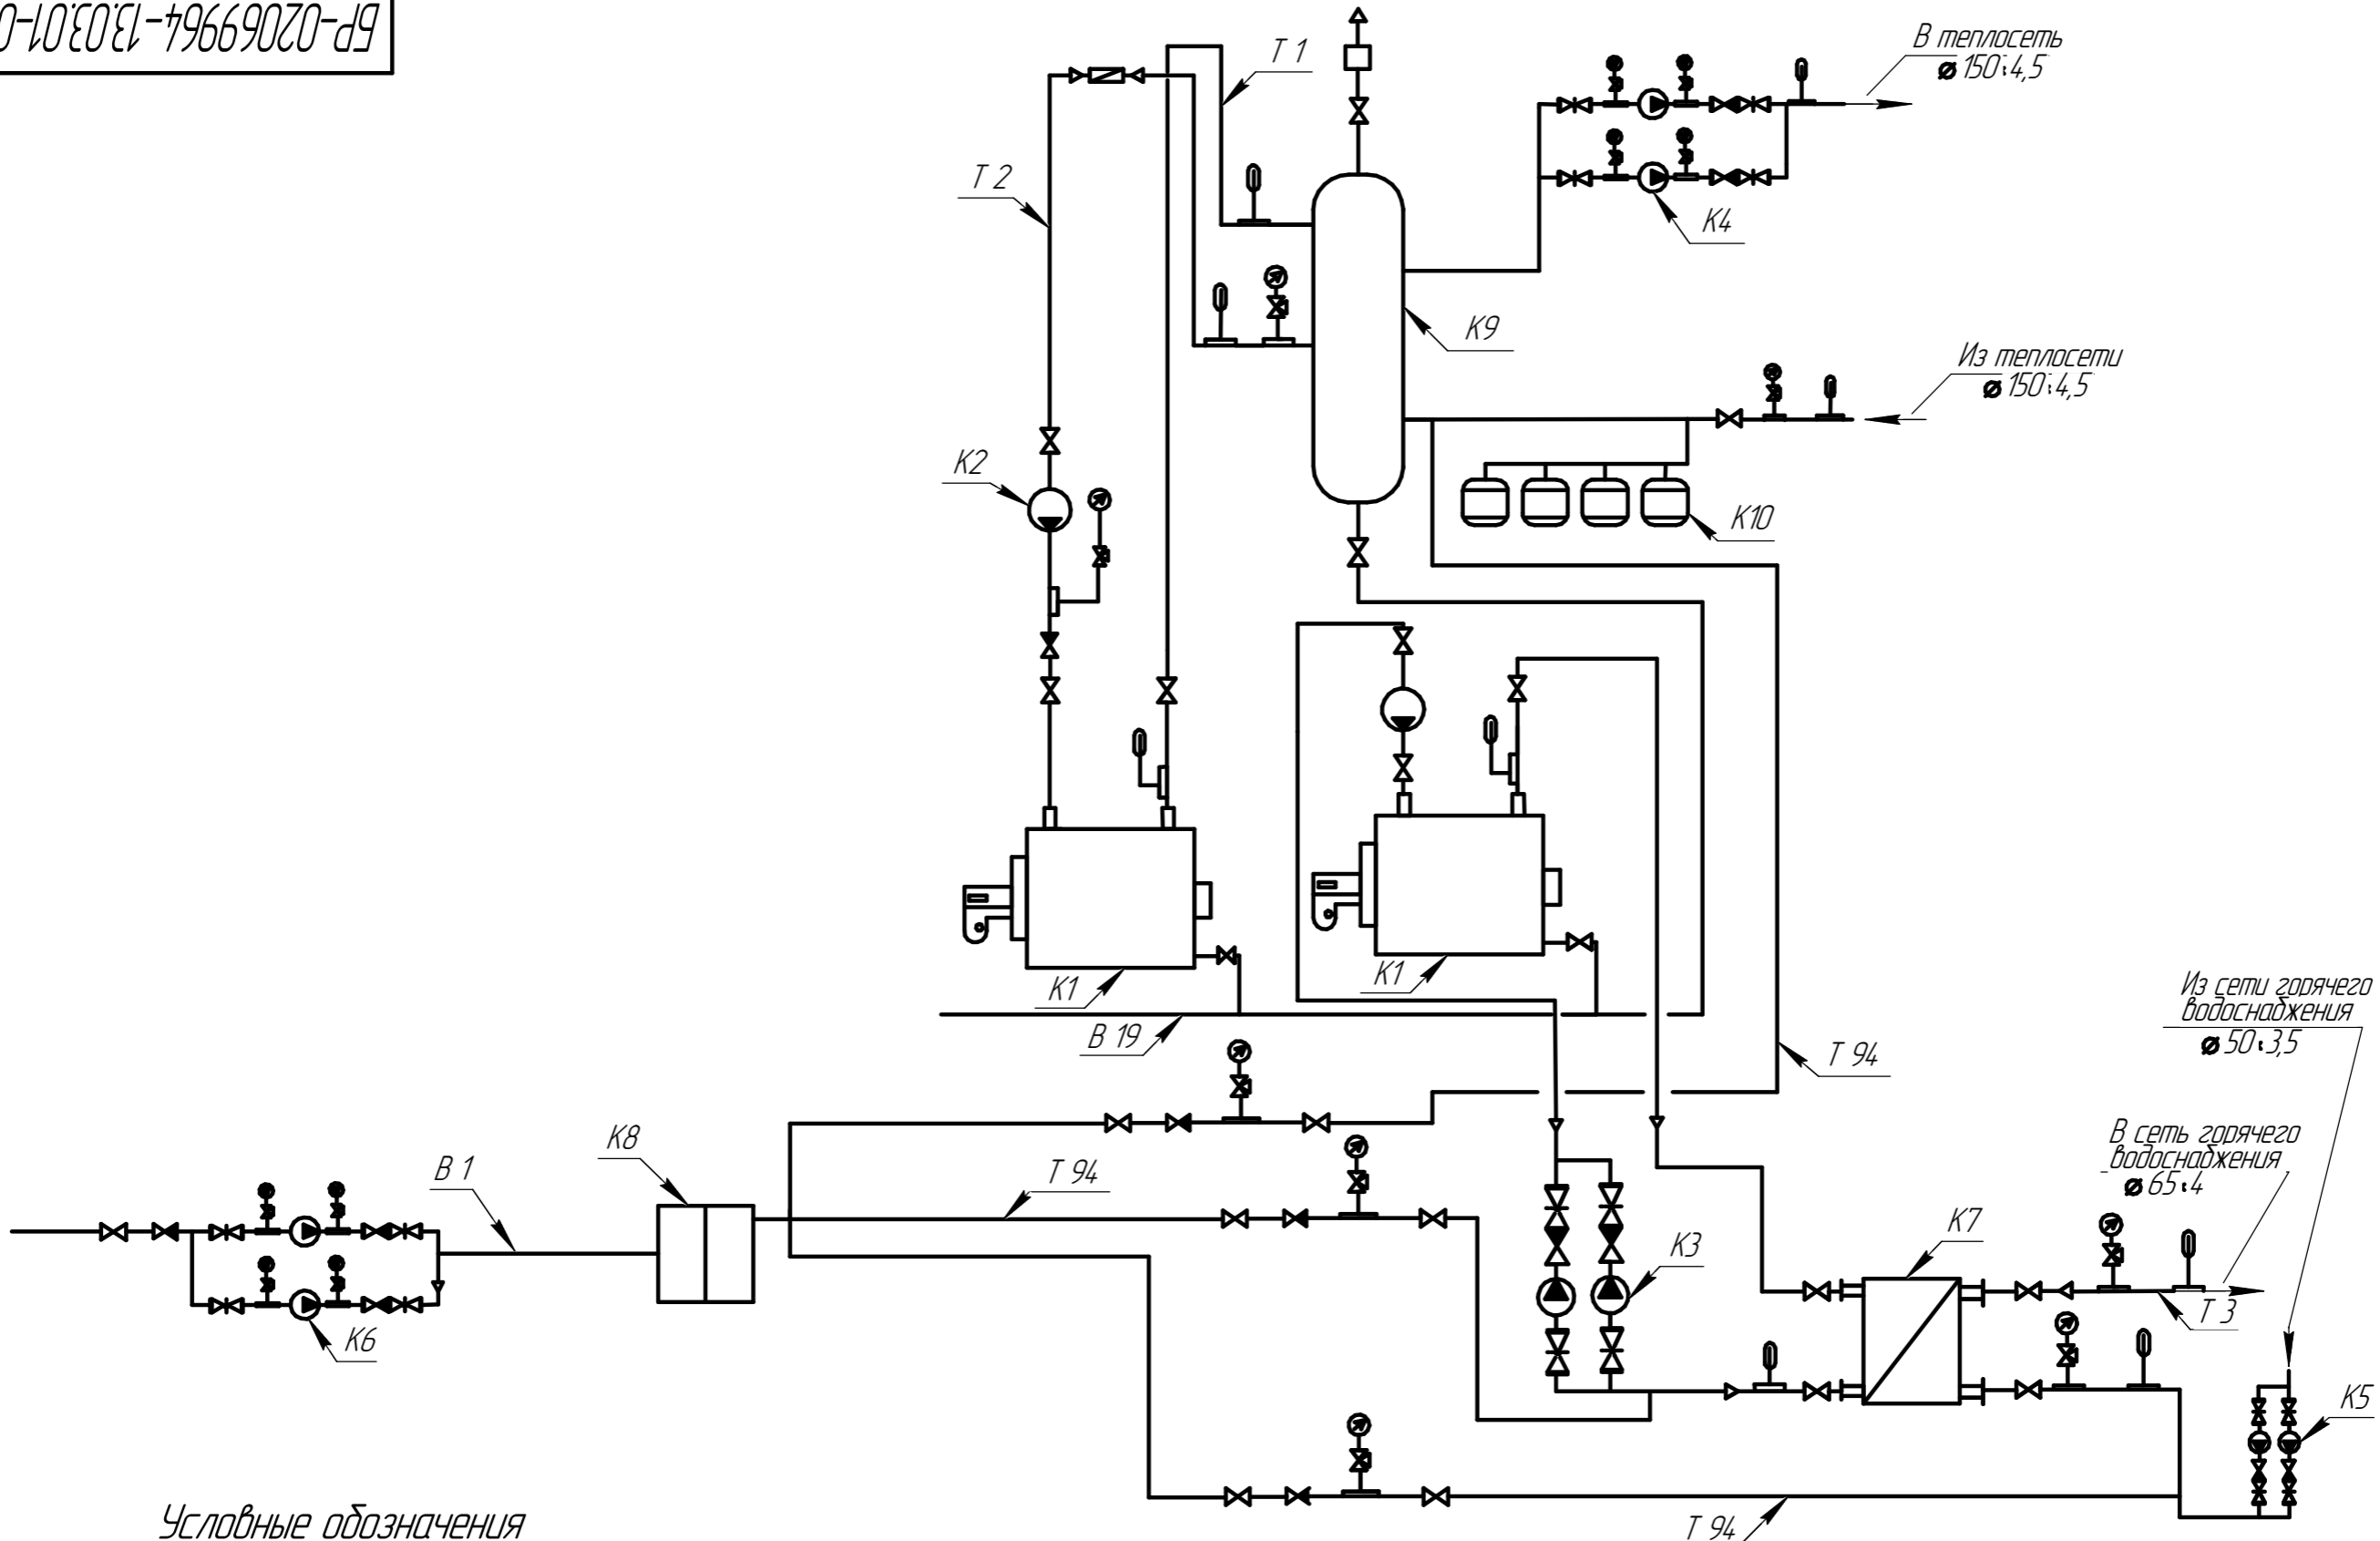 БР-02069964-13.03.01-0
Т 1
В теплосеть
⌀ 150×4,5
Т 2
К4
К9
Из теплосети
⌀ 150×4,5
К2
К10
К1
К1
В 19
Т 94
Из сети горячего
водоснабжения
⌀ 50×3,5
К8
В 1
Т 94
В сеть горячего
водоснабжения
⌀ 65×4
К7
К3
Т 3
К6
К5
Т 94
Условные обозначения